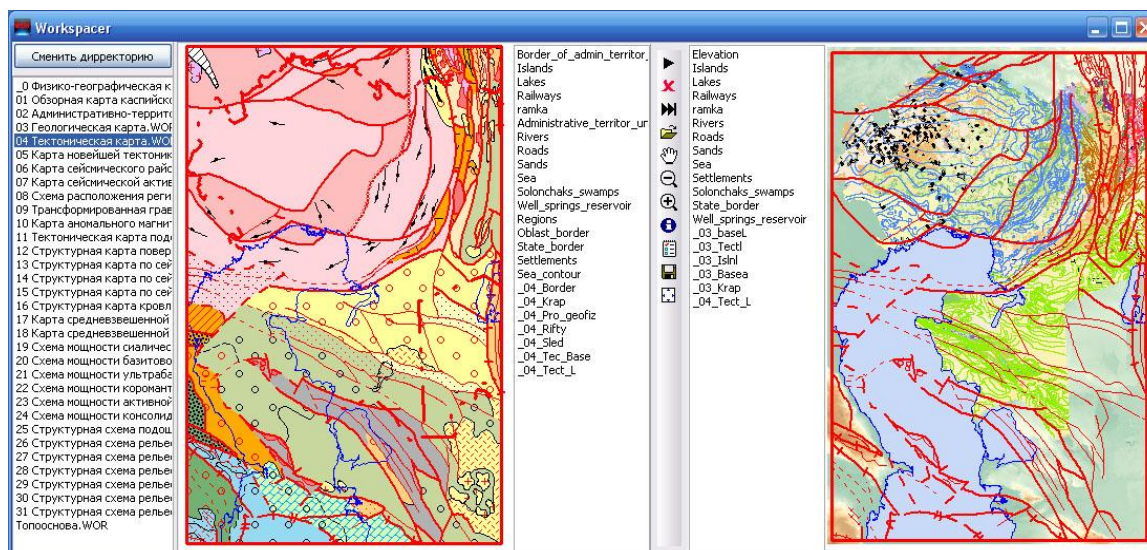 Workspacer
Сменить дирректорию
_0 Физико-географическая к
01 Обзорная карта каспийско
02 Административно-террито
03 Геологическая карта.WOR
04 Тектоническая карта.WOR
05 Карта новейшей тектоник
06 Карта сейсмического райо
07 Карта сейсмической актив
08 Схема расположения реги
09 Трансформированная грав
10 Карта аномального магнит
11 Тектоническая карта подс
12 Структурная карта повер
13 Структурная карта по сей
14 Структурная карта по сей
15 Структурная карта по сей
16 Структурная карта кровл
17 Карта средневзвешенной
18 Карта средневзвешенной
19 Схема мощности сиаличес
20 Схема мощности базитово
21 Схема мощности ультраба
22 Схема мощности коромант
23 Схема мощности активной
24 Схема мощности консолид
25 Структурная схема подош
26 Структурная схема рельес
27 Структурная схема рельес
28 Структурная схема рельес
29 Структурная схема рельес
30 Структурная схема рельес
31 Структурная схема рельес
Топооснова.WOR
Border_of_admin_territor_
Islands
Lakes
Railways
ramka
Administrative_territor_ur
Rivers
Roads
Sands
Sea
Solonchaks_swamps
Well_springs_reservoir
Regions
Oblast_border
State_border
Settlements
Sea_contour
_04_Border
_04_Krap
_04_Pro_geofiz
_04_Rifty
_04_Sled
_04_Tec_Base
_04_Tect_L
Elevation
Islands
Lakes
Railways
ramka
Rivers
Roads
Sands
Sea
Settlements
Solonchaks_swamps
State_border
Well_springs_reservoir
_03_baseL
_03_Tectl
_03_Islnl
_03_Basea
_03_Krap
_04_Tect_L